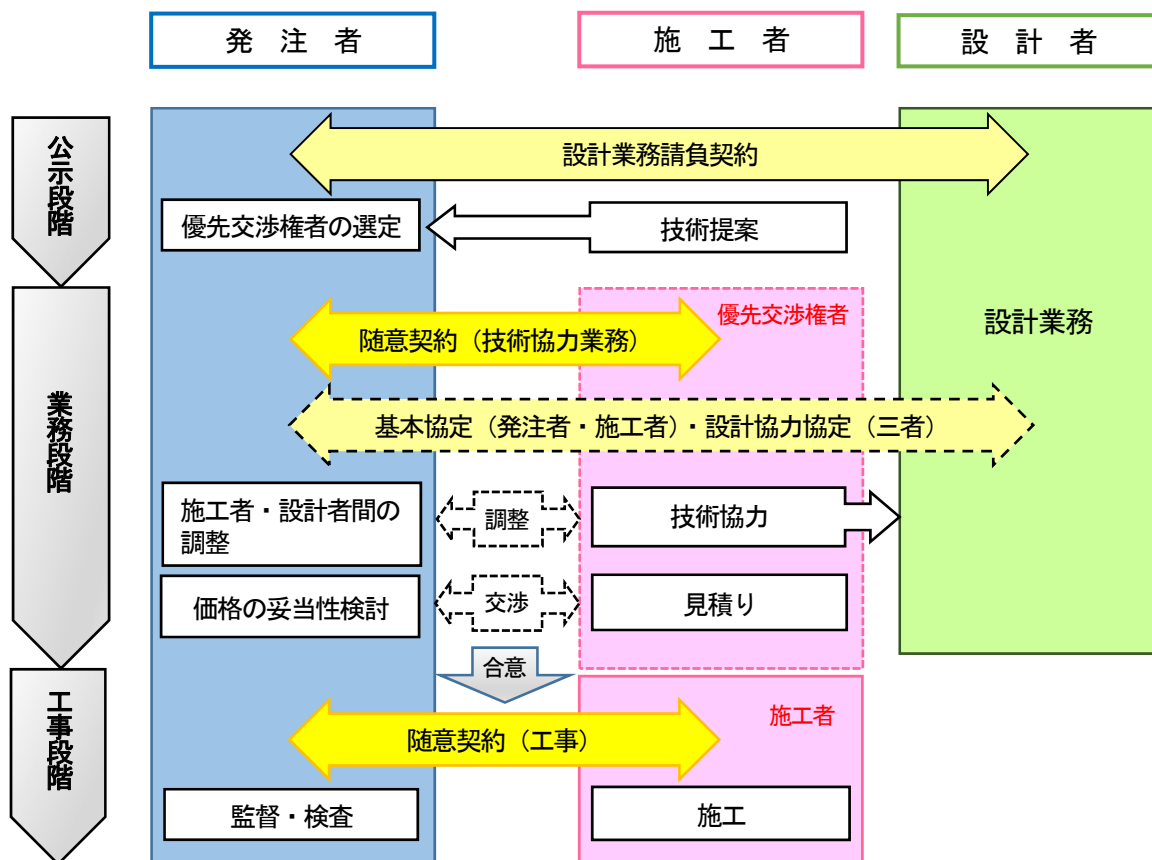 発 注 者
施 工 者
設 計 者
公示段階
設計業務請負契約
優先交渉権者の選定
技術提案
業務段階
優先交渉権者
設計業務
随意契約（技術協力業務）
基本協定（発注者・施工者）・設計協力協定（三者）
施工者・設計者間の
調整
調整
技術協力
価格の妥当性検討
交渉
見積り
合意
工事段階
施工者
随意契約（工事）
監督・検査
施工